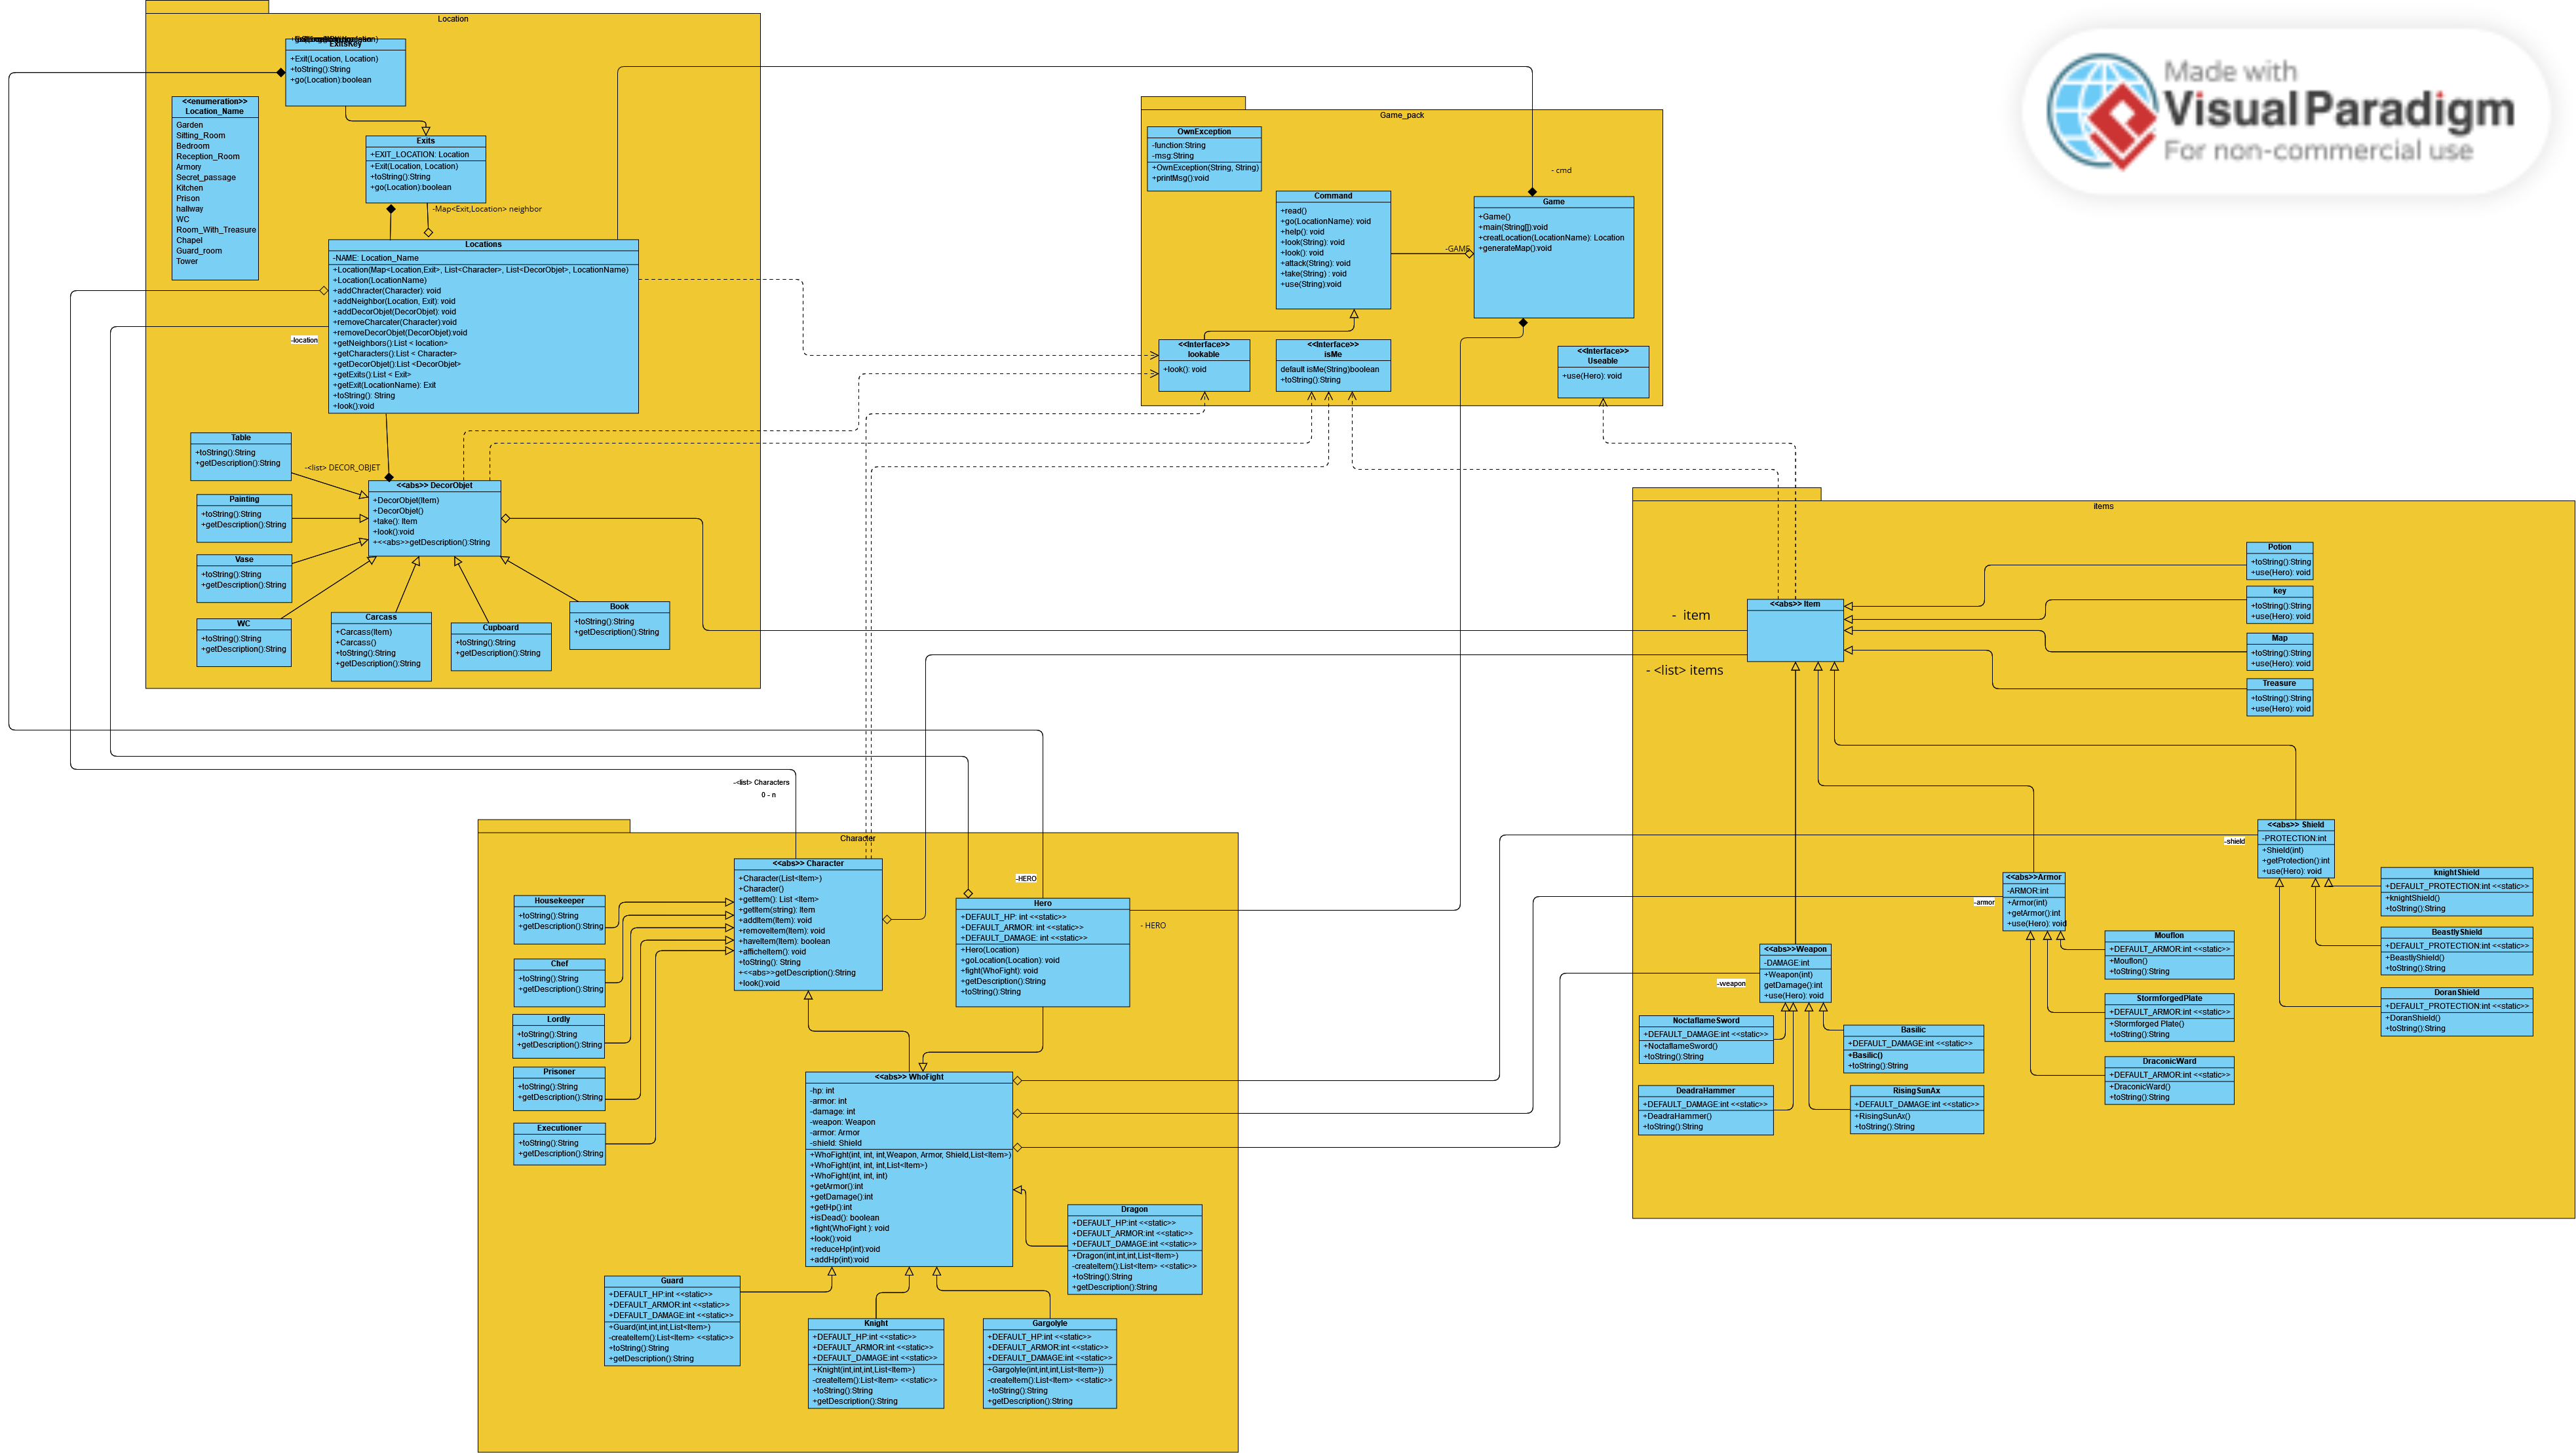 Location
ExitsKey
+Exit(Location, Location)
+toString():String
+go(Location):boolean
<<enumeration>>
Location_Name
Garden
Sitting_Room
Bedroom
Reception_Room
Armory
Secret_passage
Kitchen
Prison
hallway
WC
Room_With_Treasure
Chapel
Guard_room
Tower
Exits
+EXIT_LOCATION: Location
+Exit(Location, Location)
+toString():String
+go(Location):boolean
-Map<Exit,Location> neighbor
Locations
-NAME: Location_Name
+Location(Map<Location,Exit>, List<Character>, List<DecorObjet>, LocationName)
+Location(LocationName)
+addChracter(Character): void
+addNeighbor(Location, Exit): void
+addDecorObjet(DecorObjet): void
+removeCharcater(Character):void
+removeDecorObjet(DecorObjet):void
+getNeighbors():List < location>
+getCharacters():List < Character>
+getDecorObjet():List <DecorObjet>
+getExits():List < Exit>
+getExit(LocationName): Exit
+toString(): String
+look():void
-location
Table
+toString():String
+getDescription():String
-<list> DECOR_OBJET
Painting
+toString():String
+getDescription():String
Vase
+toString():String
+getDescription():String
WC
+toString():String
+getDescription():String
<<abs>> DecorObjet
+DecorObjet(Item)
+DecorObjet()
+take(): Item
+look():void
+<<abs>>getDescription():String
Carcass
+Carcass(Item)
+Carcass()
+toString():String
+getDescription():String
Cupboard
+toString():String
+getDescription():String
Book
+toString():String
+getDescription():String
Game_pack
OwnException
-function:String
-msg:String
+OwnException(String, String)
+printMsg():void
Command
+read()
+go(LocationName): void
+help(): void
+look(String): void
+look(): void
+attack(String): void
+take(String) : void
+use(String):void
- cmd
-GAME
Game
+Game()
+main(String[]):void
+creatLocation(LocationName): Location
+generateMap():void
<<Interface>>
lookable
+look(): void
<<Interface>>
isMe
default isMe(String)boolean
+toString():String
<<Interface>>
Useable
+use(Hero): void
Made with
Visual Paradigm
For non-commercial use
items
- item
- <list> items
<<abs>> Item
Potion
+toString():String
+use(Hero): void
key
+toString():String
+use(Hero): void
Map
+toString():String
+use(Hero): void
Treasure
+toString():String
+use(Hero): void
-shield
<<abs>> Shield
-PROTECTION:int
+Shield(int)
+getProtection():int
+use(Hero): void
knightShield
+DEFAULT_PROTECTION:int <<static>>
+knightShield()
+toString():String
BeastlyShield
+DEFAULT_PROTECTION:int <<static>>
+BeastlyShield()
+toString():String
DoranShield
+DEFAULT_PROTECTION:int <<static>>
+DoranShield()
+toString():String
-armor
<<abs>>Armor
-ARMOR:int
+Armor(int)
+getArmor():int
+use(Hero): void
Mouflon
+DEFAULT_ARMOR:int <<static>>
+Mouflon()
+toString():String
StormforgedPlate
+DEFAULT_ARMOR:int <<static>>
+Stormforged Plate()
+toString():String
DraconicWard
+DEFAULT_ARMOR:int <<static>>
+DraconicWard()
+toString():String
-weapon
<<abs>>Weapon
-DAMAGE:int
+Weapon(int)
getDamage():int
+use(Hero): void
NoctaflameSword
+DEFAULT_DAMAGE:int <<static>>
+NoctaflameSword()
+toString():String
Basilic
+DEFAULT_DAMAGE:int <<static>>
+Basilic()
+toString():String
DeadraHammer
+DEFAULT_DAMAGE:int <<static>>
+DeadraHammer()
+toString():String
RisingSunAx
+DEFAULT_DAMAGE:int <<static>>
+RisingSunAx()
+toString():String
-<list> Characters
0 - n
Character
<<abs>> Character
+Character(List<Item>)
+Character()
+getItem(): List <Item>
+getItem(string): Item
+addItem(Item): void
+removeItem(Item): void
+haveItem(Item): boolean
+afficheItem(): void
+toString(): String
+<<abs>>getDescription():String
+look():void
-HERO
- HERO
Hero
+DEFAULT_HP: int <<static>>
+DEFAULT_ARMOR: int <<static>>
+DEFAULT_DAMAGE: int <<static>>
+Hero(Location)
+goLocation(Location): void
+fight(WhoFight): void
+getDescription():String
+toString():String
Housekeeper
+toString():String
+getDescription():String
Chef
+toString():String
+getDescription():String
Lordly
+toString():String
+getDescription():String
Prisoner
+toString():String
+getDescription():String
Executioner
+toString():String
+getDescription():String
<<abs>> WhoFight
-hp: int
-armor: int
-damage: int
-weapon: Weapon
-armor: Armor
-shield: Shield
+WhoFight(int, int, int,Weapon, Armor, Shield,List<Item>)
+WhoFight(int, int, int,List<Item>)
+WhoFight(int, int, int)
+getArmor():int
+getDamage():int
+getHp():int
+isDead(): boolean
+fight(WhoFight ): void
+look():void
+reduceHp(int):void
+addHp(int):void
Dragon
+DEFAULT_HP:int <<static>>
+DEFAULT_ARMOR:int <<static>>
+DEFAULT_DAMAGE:int <<static>>
+Dragon(int,int,int,List<Item>)
-createItem():List<Item> <<static>>
+toString():String
+getDescription():String
Guard
+DEFAULT_HP:int <<static>>
+DEFAULT_ARMOR:int <<static>>
+DEFAULT_DAMAGE:int <<static>>
+Guard(int,int,int,List<Item>)
-createItem():List<Item> <<static>>
+toString():String
+getDescription():String
Knight
+DEFAULT_HP:int <<static>>
+DEFAULT_ARMOR:int <<static>>
+DEFAULT_DAMAGE:int <<static>>
+Knight(int,int,int,List<Item>)
-createItem():List<Item> <<static>>
+toString():String
+getDescription():String
Gargolyle
+DEFAULT_HP:int <<static>>
+DEFAULT_ARMOR:int <<static>>
+DEFAULT_DAMAGE:int <<static>>
+Gargolyle(int,int,int,List<Item>))
-createItem():List<Item> <<static>>
+toString():String
+getDescription():String